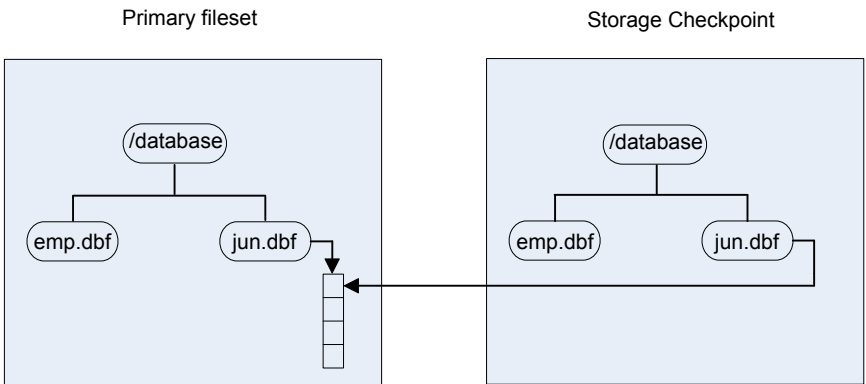 Primary fileset
Storage Checkpoint
/database
/database
emp.dbf
jun.dbf
emp.dbf
jun.dbf